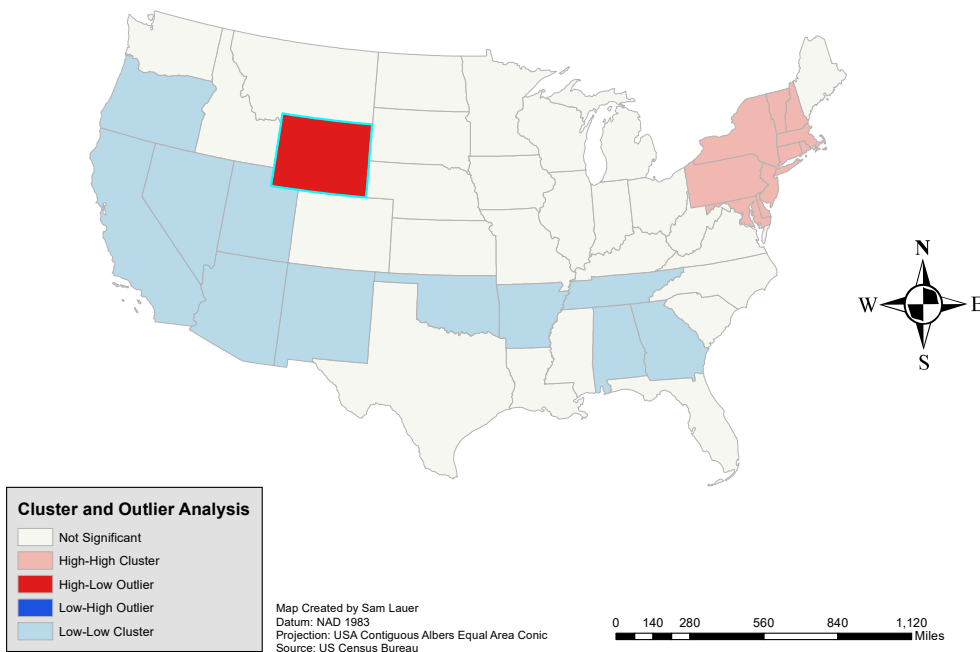 N
W
E
S
Cluster and Outlier Analysis
Not Significant
High-High Cluster
High-Low Outlier
Low-High Outlier
Low-Low Cluster
Map Created by Sam Lauer
Datum: NAD 1983
Projection: USA Contiguous Albers Equal Area Conic
Source: US Census Bureau
0 140 280 560 840 1,120
Miles